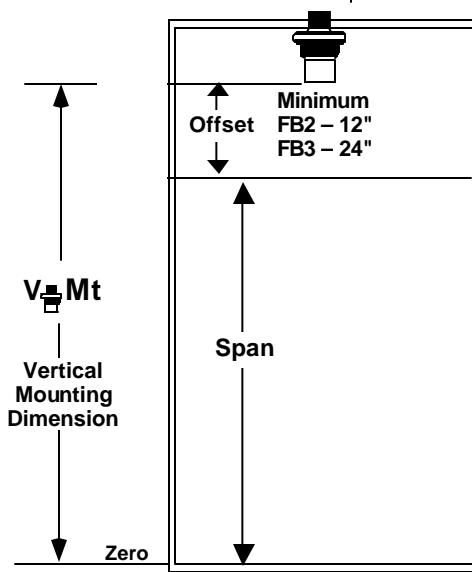 Minimum
Offset FB2 – 12"
FB3 – 24"
V Mt
Span
Vertical
Mounting
Dimension
Zero